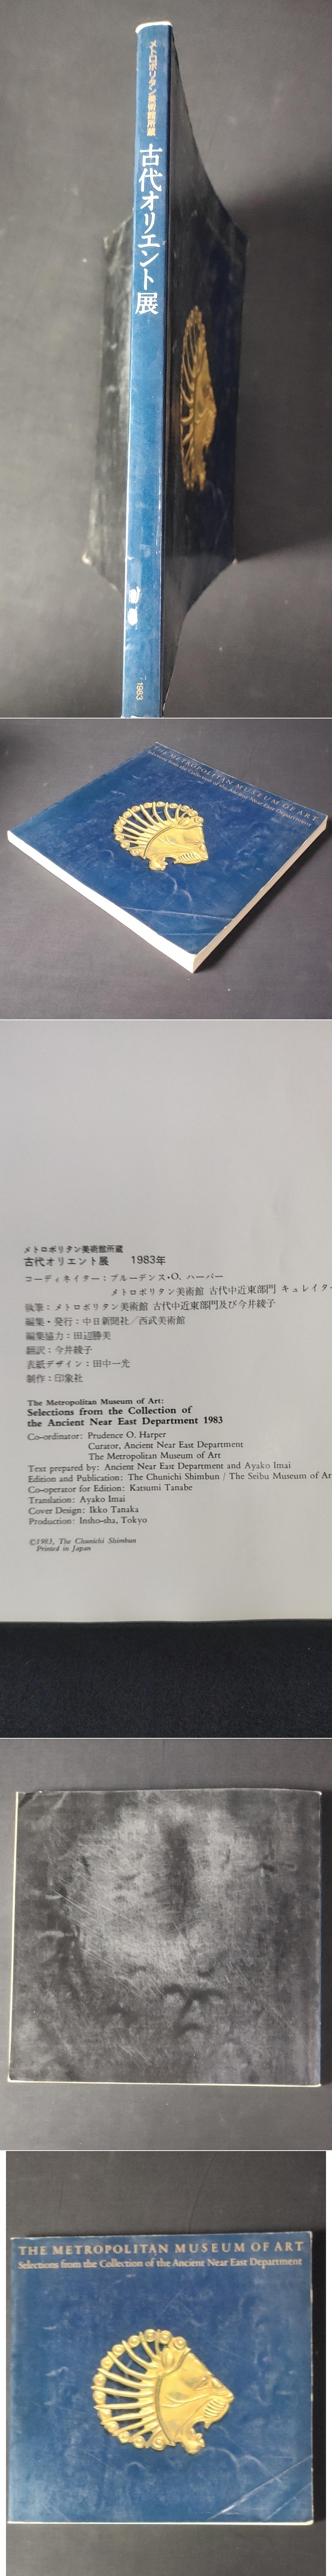 メトロポリタン美術館所蔵
古代オリエント展
1983
THE METROPOLITAN MUSEUM OF ART
Selections from the Collection of the Ancient Near East Department
メトロポリタン美術館所蔵
古代オリエント展 1983年
コーディネイター：プルーデンス・O. ハーパー
メトロポリタン美術館 古代中近東部門 キュレイター
執筆：メトロポリタン美術館 古代中近東部門及び今井綾子
編集・発行：中日新聞社／西武美術館
編集協力：田辺勝美
翻訳：今井綾子
表紙デザイン：田中一光
制作：印象社
The Metropolitan Museum of Art:
Selections from the Collection of
the Ancient Near East Department 1983
Co-ordinator: Prudence O. Harper
Curator, Ancient Near East Department
The Metropolitan Museum of Art
Text prepared by: Ancient Near East Department and Ayako Imai
Edition and Publication: The Chunichi Shimbun / The Seibu Museum of Ar
Co-operator for Edition: Katsumi Tanabe
Translation: Ayako Imai
Cover Design: Ikko Tanaka
Production: Insho-sha, Tokyo
©1983, The Chunichi Shimbun
Printed in Japan
THE METROPOLITAN MUSEUM OF ART
Selections from the Collection of the Ancient Near East Department